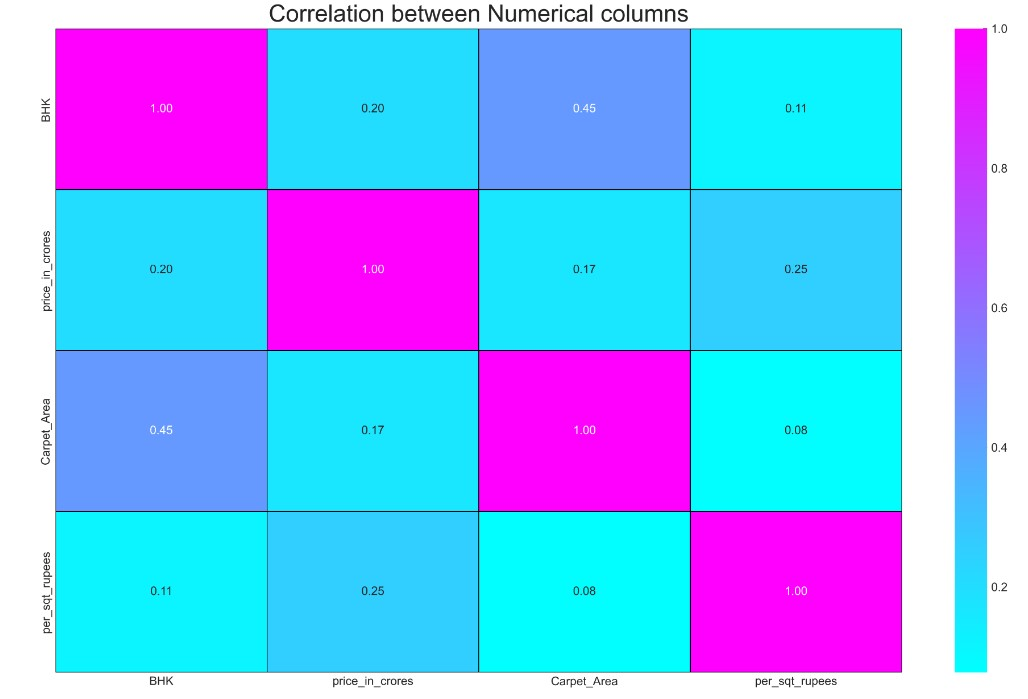 Correlation between Numerical columns
1.0
BHK
1.00
0.20
0.45
0.11
0.8
price_in_crores
0.20
1.00
0.17
0.25
0.6
Carpet_Area
0.45
0.17
1.00
0.08
0.4
per_sqt_rupees
0.11
0.25
0.08
1.00
0.2
BHK
price_in_crores
Carpet_Area
per_sqt_rupees